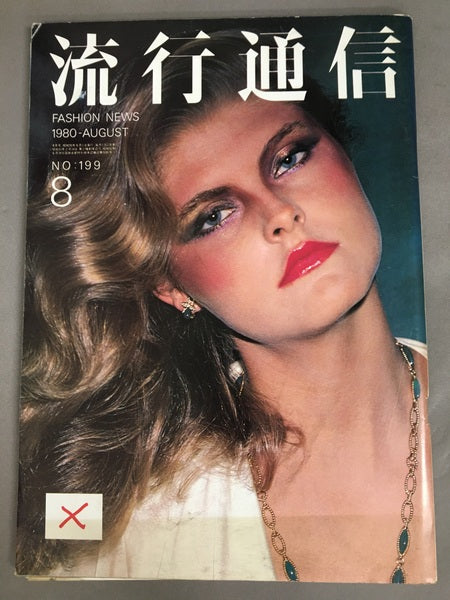 流行通信
FASHION NEWS
1980-AUGUST
NO:199
8